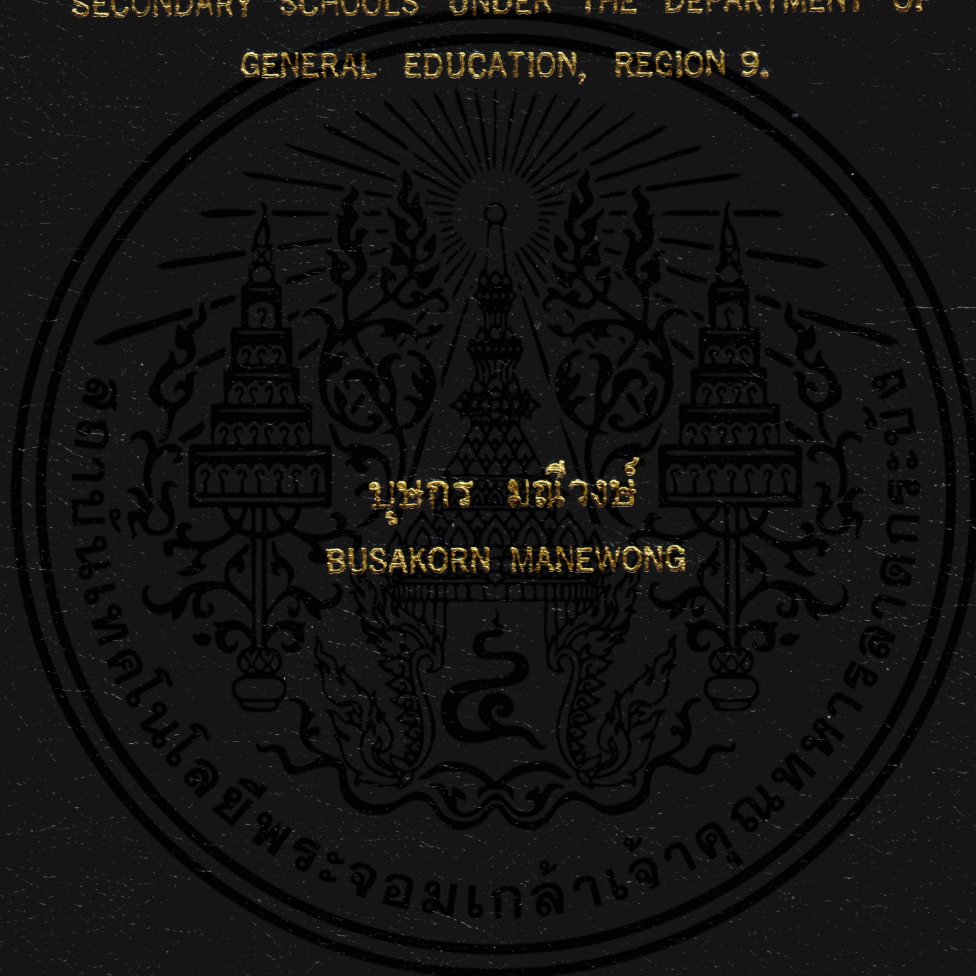 SECONDARY SCHOOLS UNDER THE DEPARTMENT OF
GENERAL EDUCATION, REGION 9.
บุษกร มณีวงษ์
BUSAKORN MANEWONG
สถาบันเทคโนโลยีพระจอมเกล้าเจ้าคุณทหารลาดกระบัง